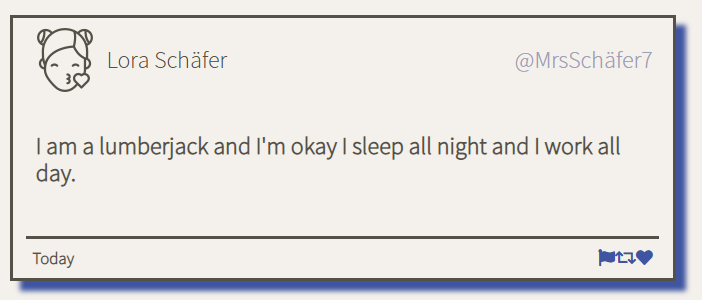 Lora Schäfer @MrsSchäfer7
I am a lumberjack and I'm okay I sleep all night and I work all
day.
Today